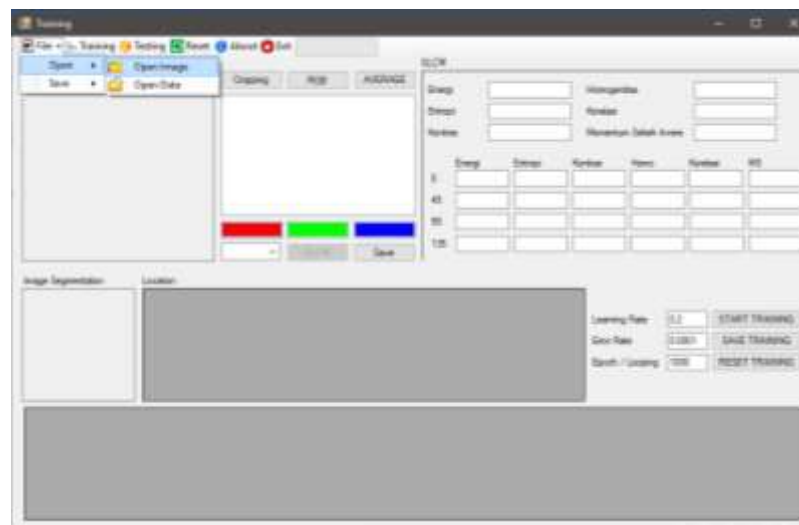 Training
File Training Testing Reset About Exit
Open Open Image
Save Open Data
Cropping RGB AVERAGE
GLCM
Energi Homogenitas
Entropi Korelasi
Kontras Momentum Selisih Invers
Energi Entropi Kontras Homo Korelasi
0
45
90
135
Save
Image Segmentation Location
Learning Rate 0.2 START TRAINING
Error Rate 0.0001 SAVE TRAINING
Epoch / Looping 1000 RESET TRAINING